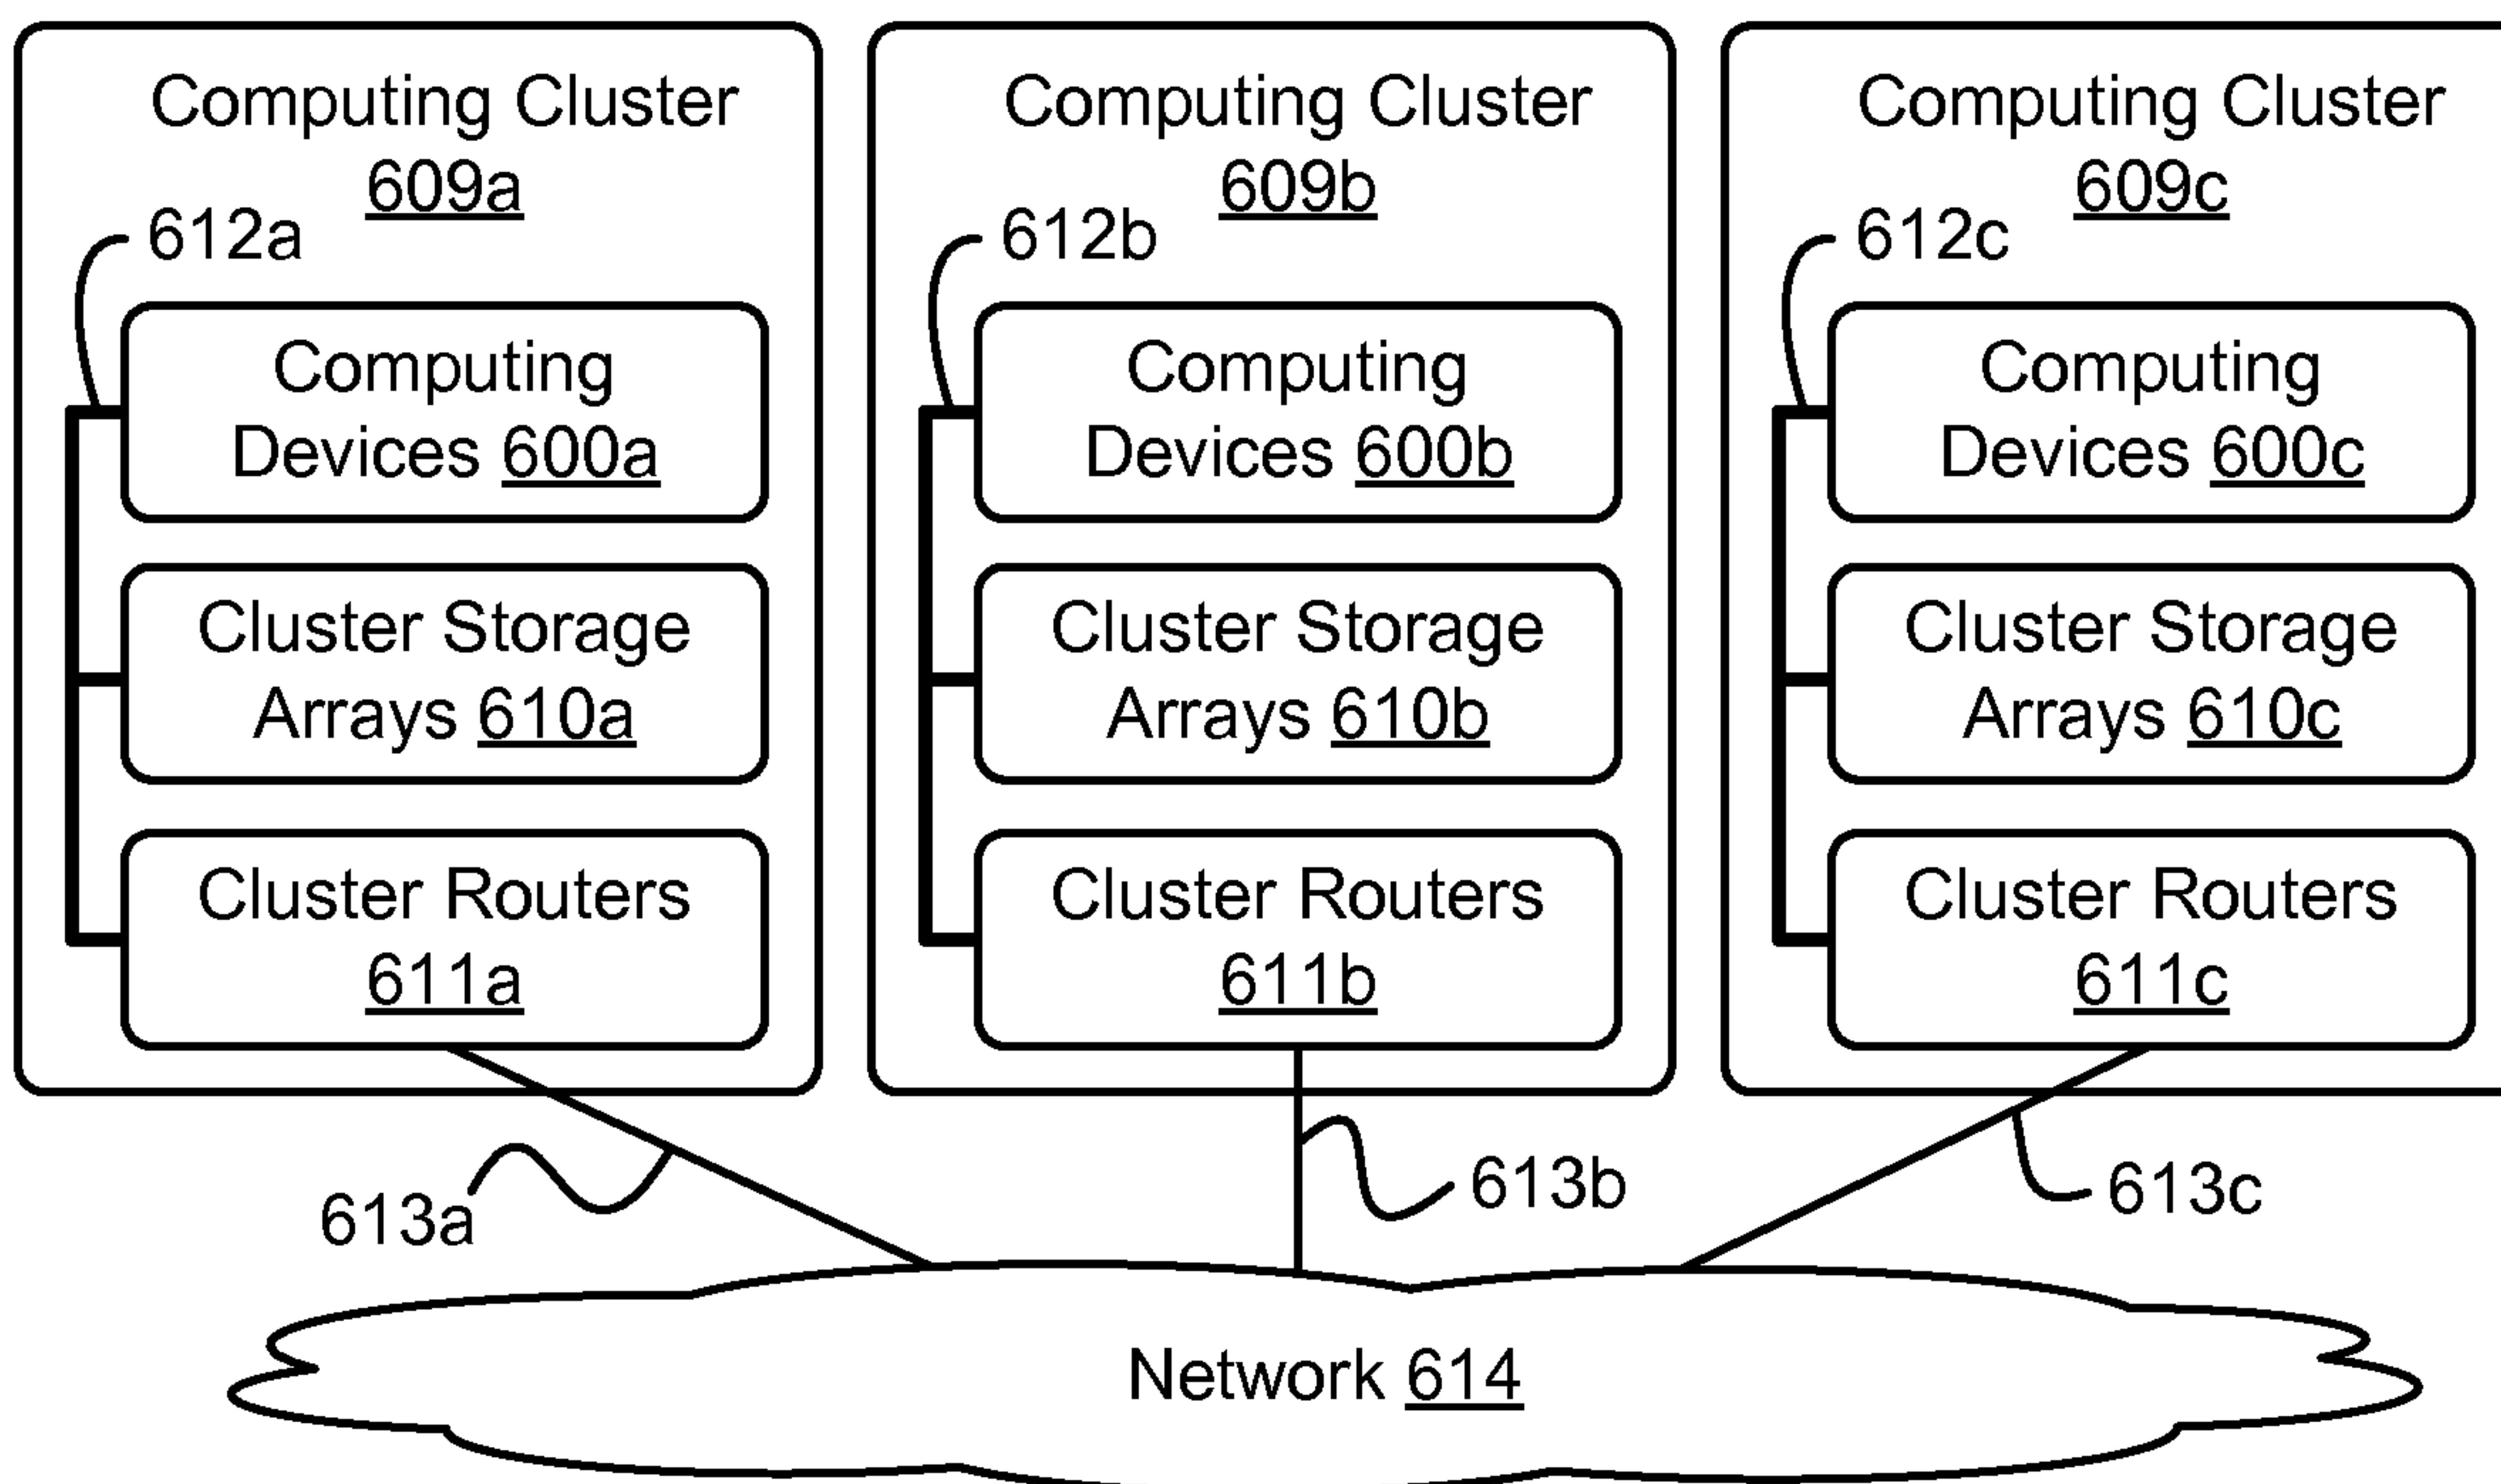 Computing Cluster
609a
612a
Computing
Devices 600a
Cluster Storage
Arrays 610a
Cluster Routers
611a
Computing Cluster
609b
612b
Computing
Devices 600b
Cluster Storage
Arrays 610b
Cluster Routers
611b
Computing Cluster
609c
612c
Computing
Devices 600c
Cluster Storage
Arrays 610c
Cluster Routers
611c
613a
613b
613c
Network 614